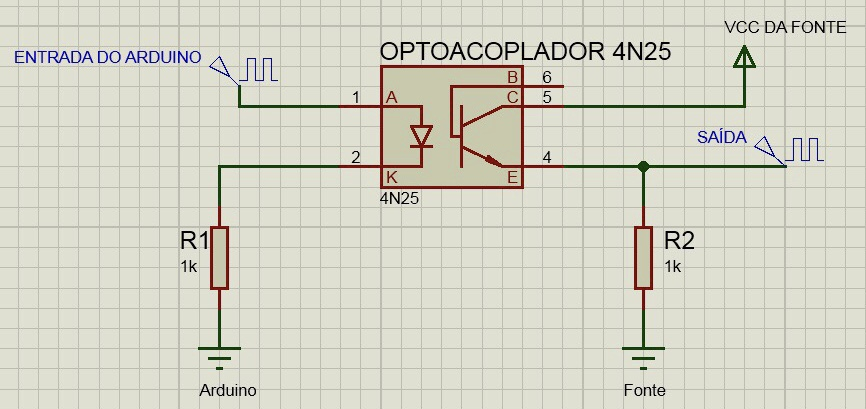 VCC DA FONTE
ENTRADA DO ARDUINO
OPTOACOPLADOR 4N25
B 6
1 A C 5
SAÍDA
2 4
K E
4N25
R1
1k
R2
1k
Arduino
Fonte